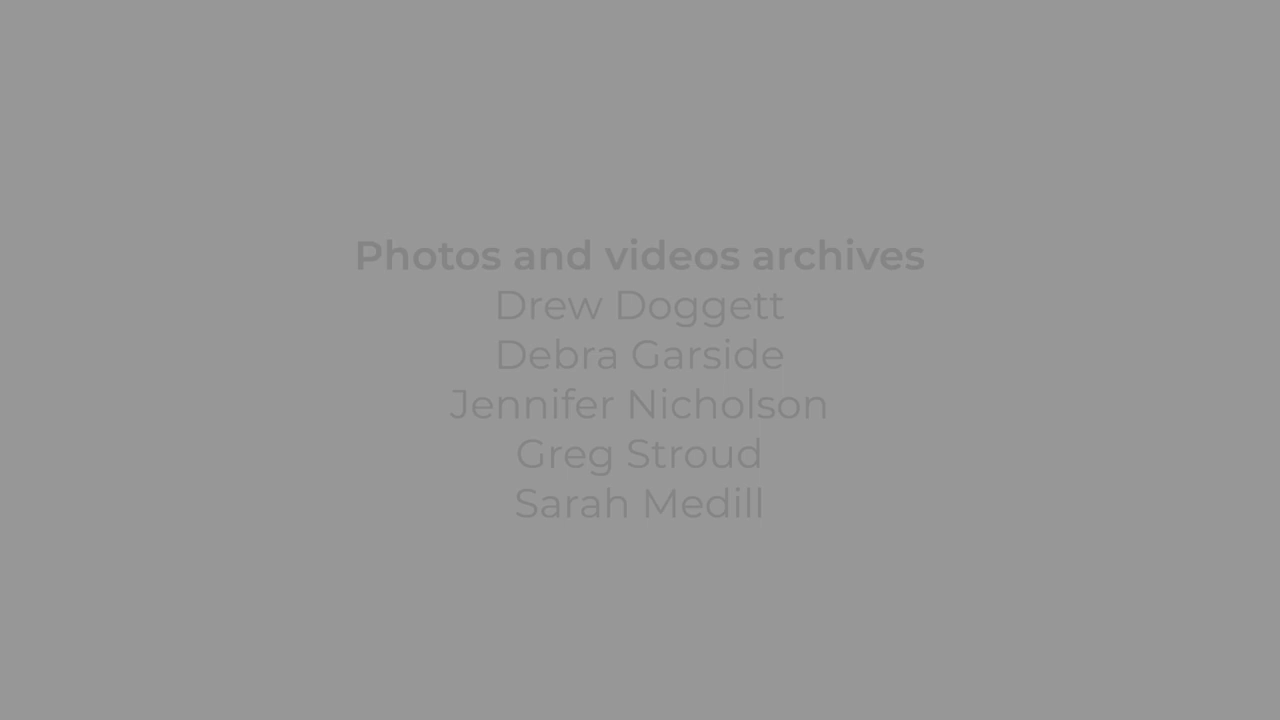 Photos and videos archives
Drew Doggett
Debra Garside
Jennifer Nicholson
Greg Stroud
Sarah Medill